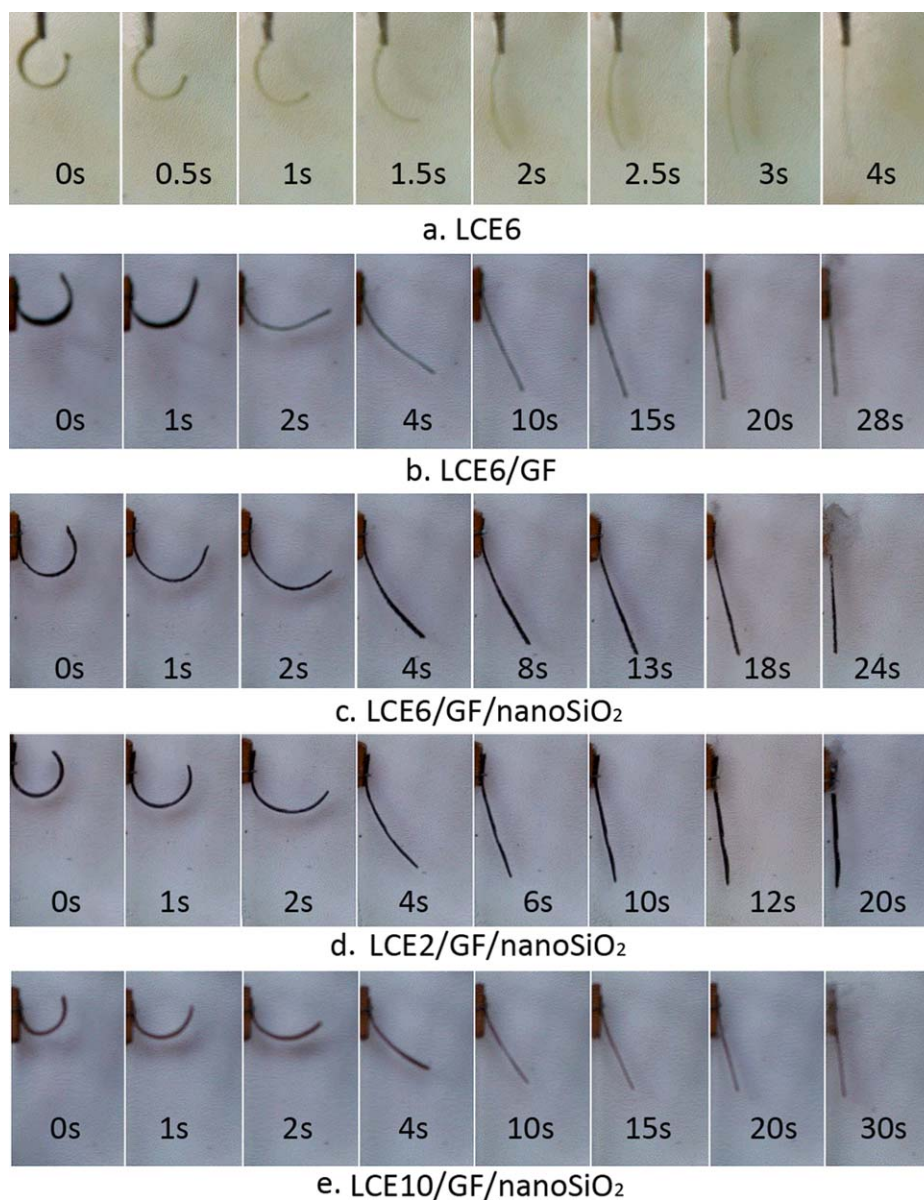 0s 0.5s 1s 1.5s 2s 2.5s 3s 4s
a. LCE6
0s 1s 2s 4s 10s 15s 20s 28s
b. LCE6/GF
0s 1s 2s 4s 8s 13s 18s 24s
c. LCE6/GF/nanoSiO₂
0s 1s 2s 4s 6s 10s 12s 20s
d. LCE2/GF/nanoSiO₂
0s 1s 2s 4s 10s 15s 20s 30s
e. LCE10/GF/nanoSiO₂